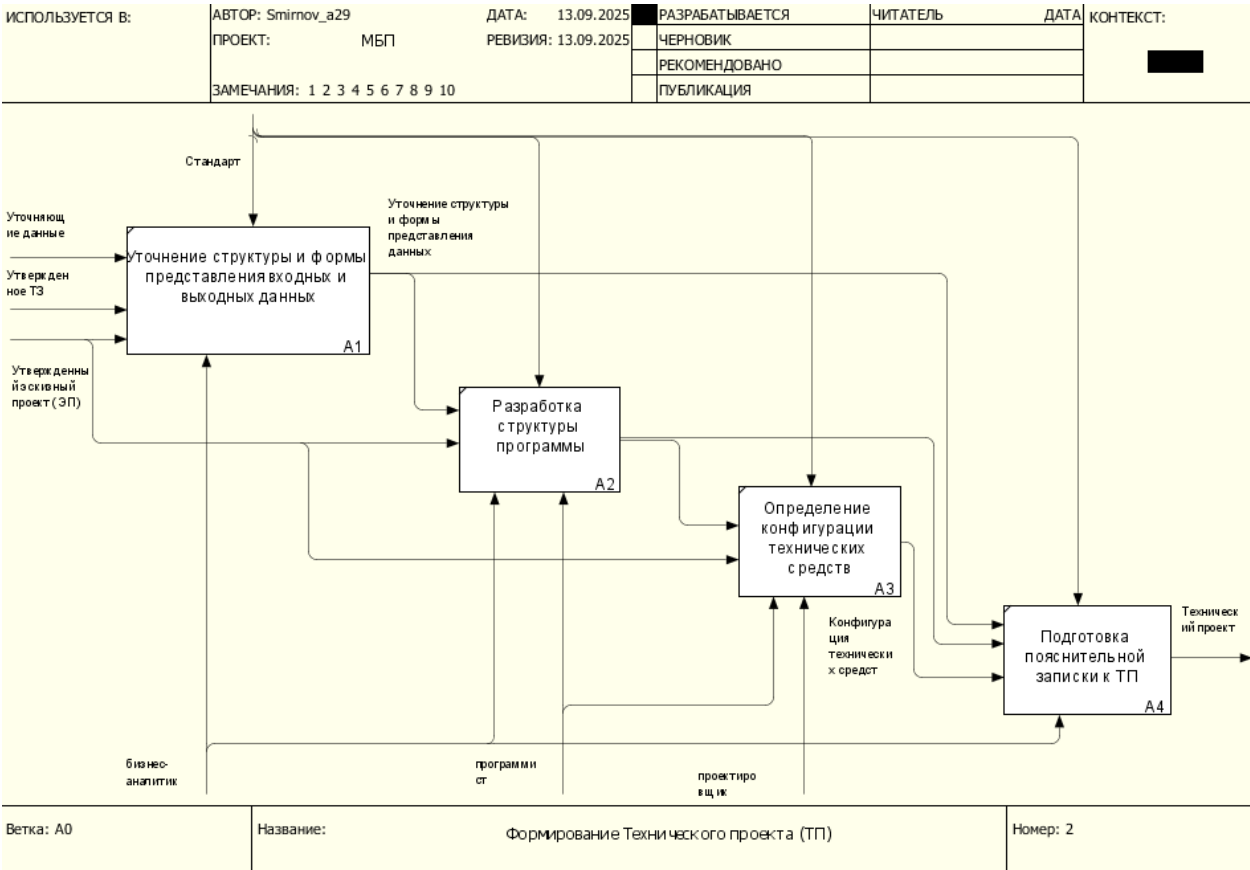 ИСПОЛЬЗУЕТСЯ В:
АВТОР: Smirnov_a29
ДАТА: 13.09.2025
РАЗРАБАТЫВАЕТСЯ
ЧИТАТЕЛЬ
ДАТА
КОНТЕКСТ:
ПРОЕКТ: МБП
РЕВИЗИЯ: 13.09.2025
ЧЕРНОВИК
РЕКОМЕНДОВАНО
ЗАМЕЧАНИЯ: 1 2 3 4 5 6 7 8 9 10
ПУБЛИКАЦИЯ
Стандарт
Уточняющ
ие данные
Утвержден
ное ТЗ
Утвержденны
й эскизный
проект (ЭП)
Уточнение структуры и формы
представления входных и
выходных данных
A1
Уточнение структуры
и формы
представления
данных
Разработка
структуры
программы
A2
Определение
конфигурации
технических
средств
A3
Конфигура
ция
технически
х средст
Подготовка
пояснительной
записки к ТП
A4
Техническ
ий проект
бизнес-
аналитик
программи
ст
проектиро
вщик
Ветка: A0
Название:
Формирование Технического проекта (ТП)
Номер: 2